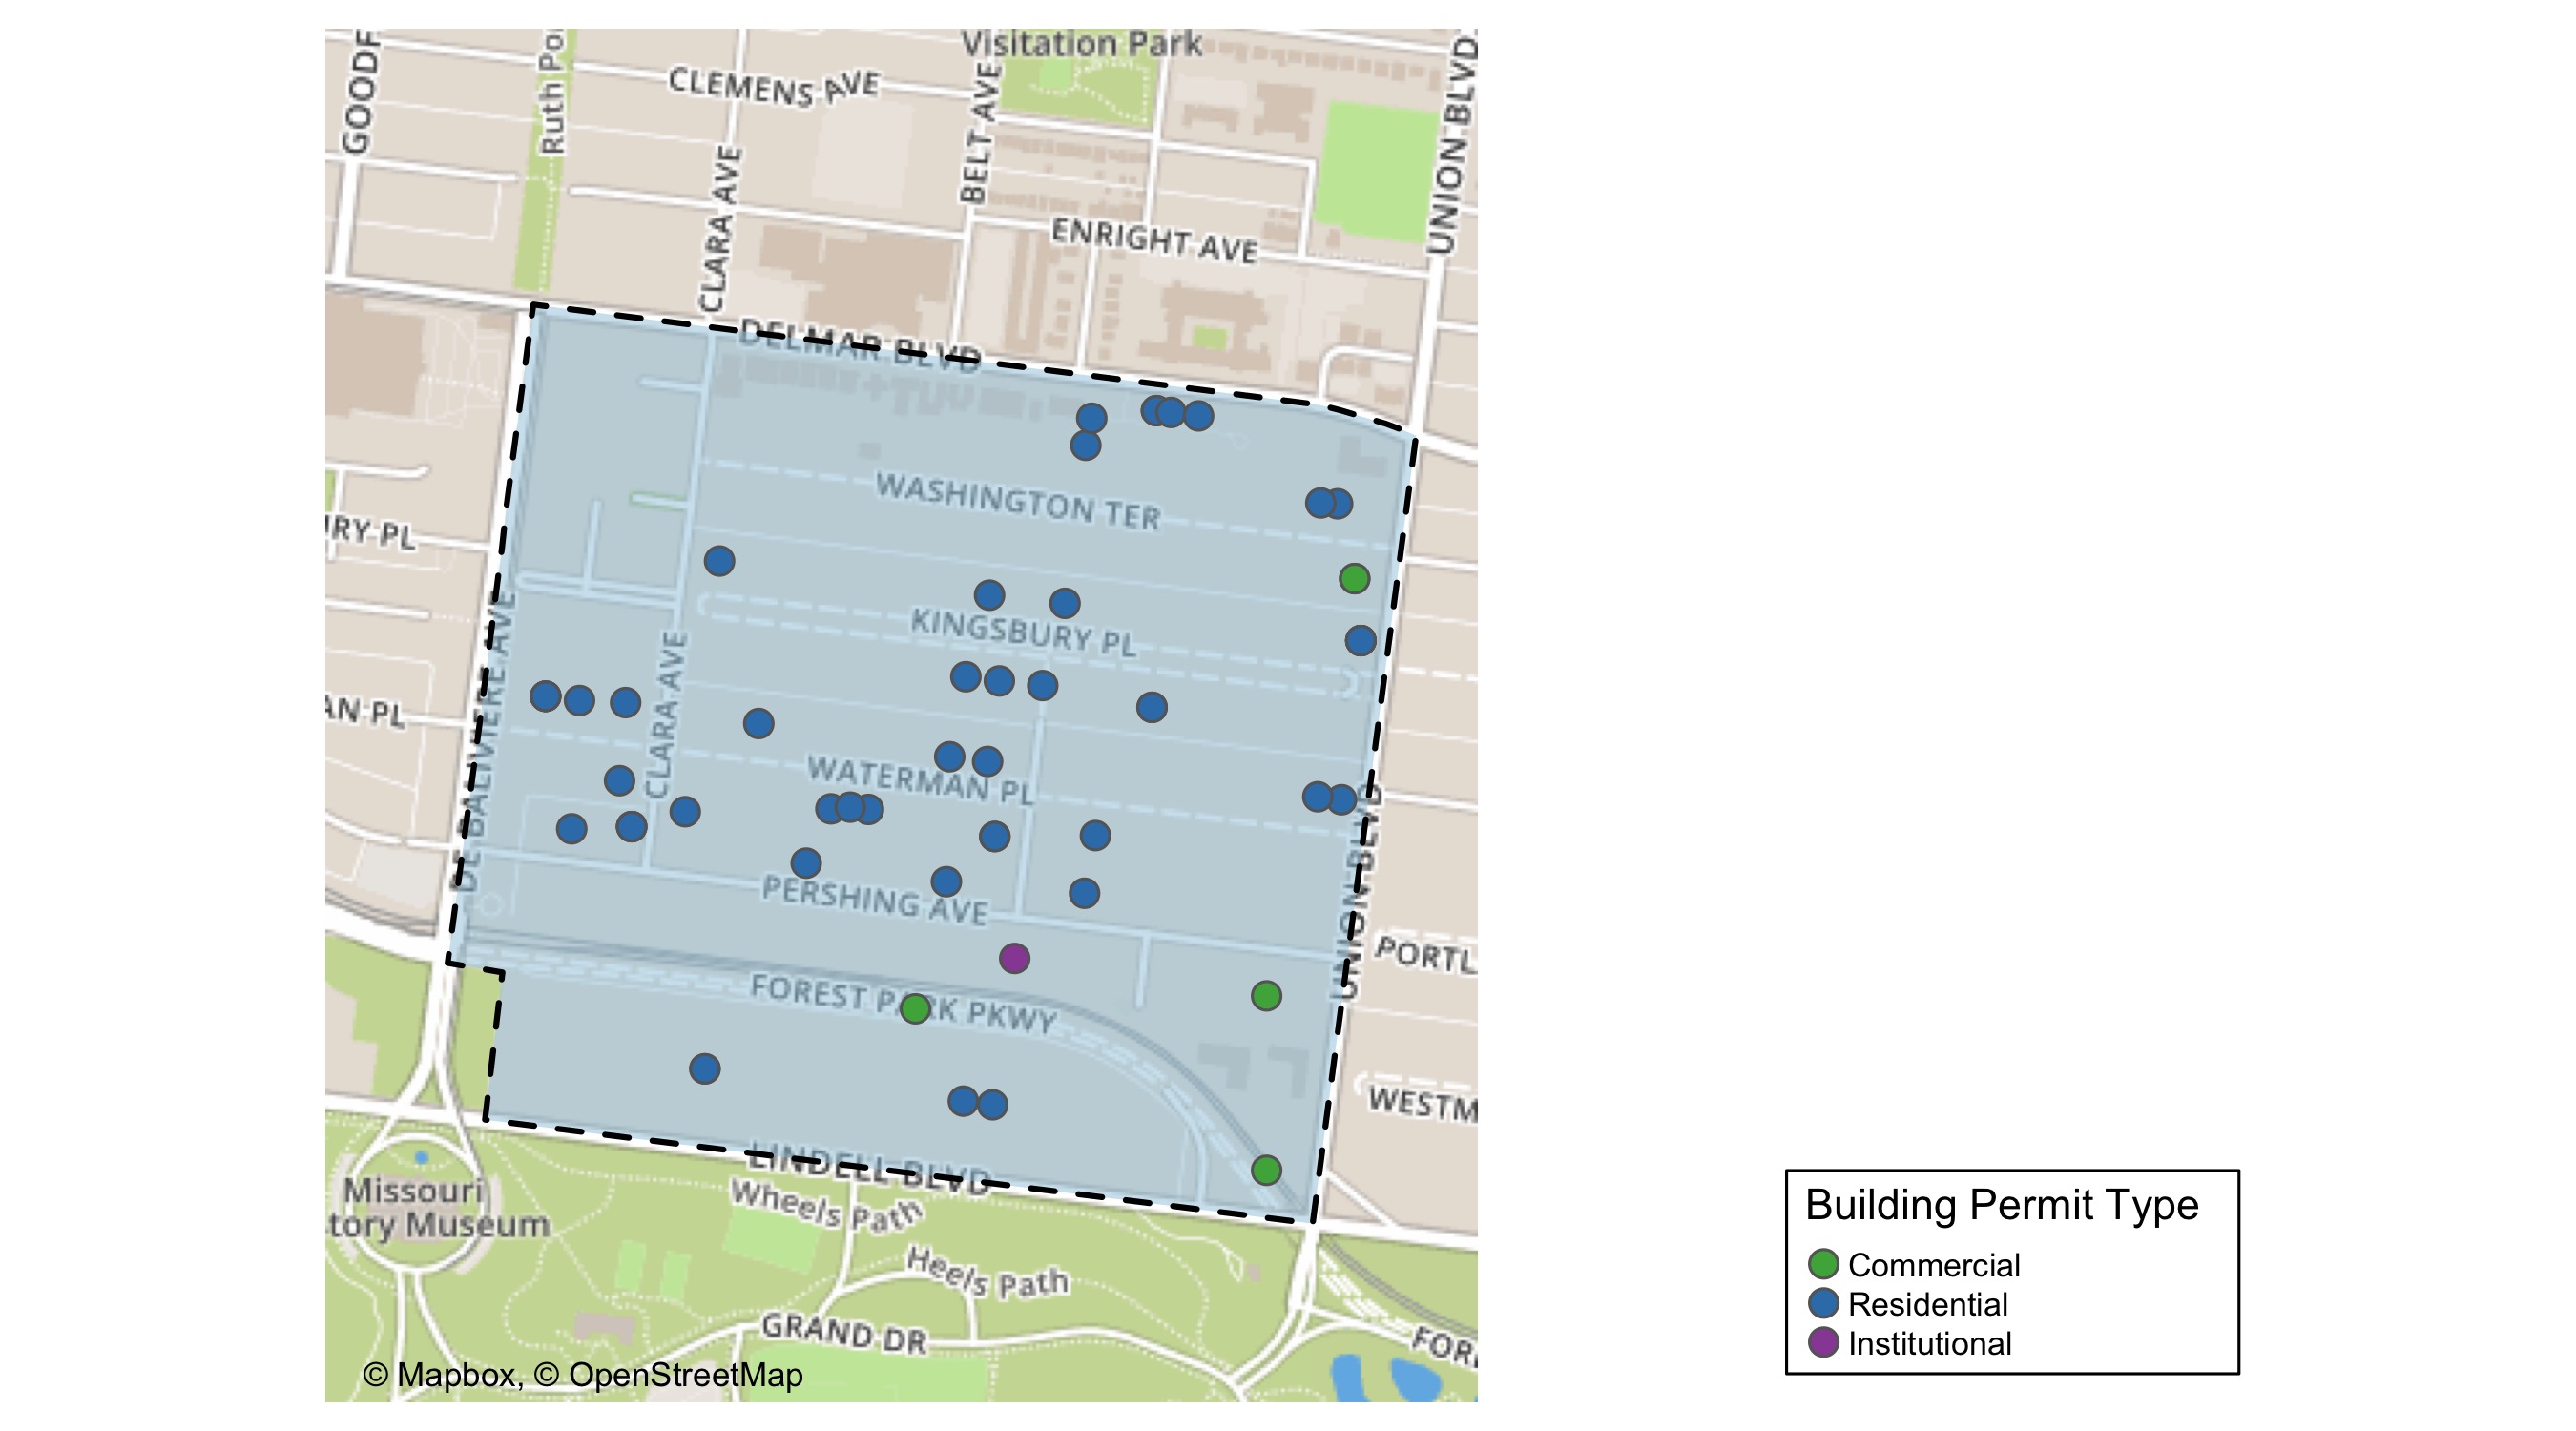 Visitation Park
GOODF
Ruth Po
CLEMENS AVE
BELT AVE
UNION BLVD
CLARA AVE
ENRIGHT AVE
DELMAR BLVD
WASHINGTON TER
IRY PL
KINGSBURY PL
DE BALIVIERE AVE
CLARA AVE
AN PL
WATERMAN PL
UNION BLVD
PERSHING AVE
PORTL
FOREST PARK PKWY
WESTM
LINDELL BLVD
Missouri
tory Museum
Wheels Path
Heels Path
GRAND DR
FORE
© Mapbox, © OpenStreetMap
Building Permit Type
Commercial
Residential
Institutional